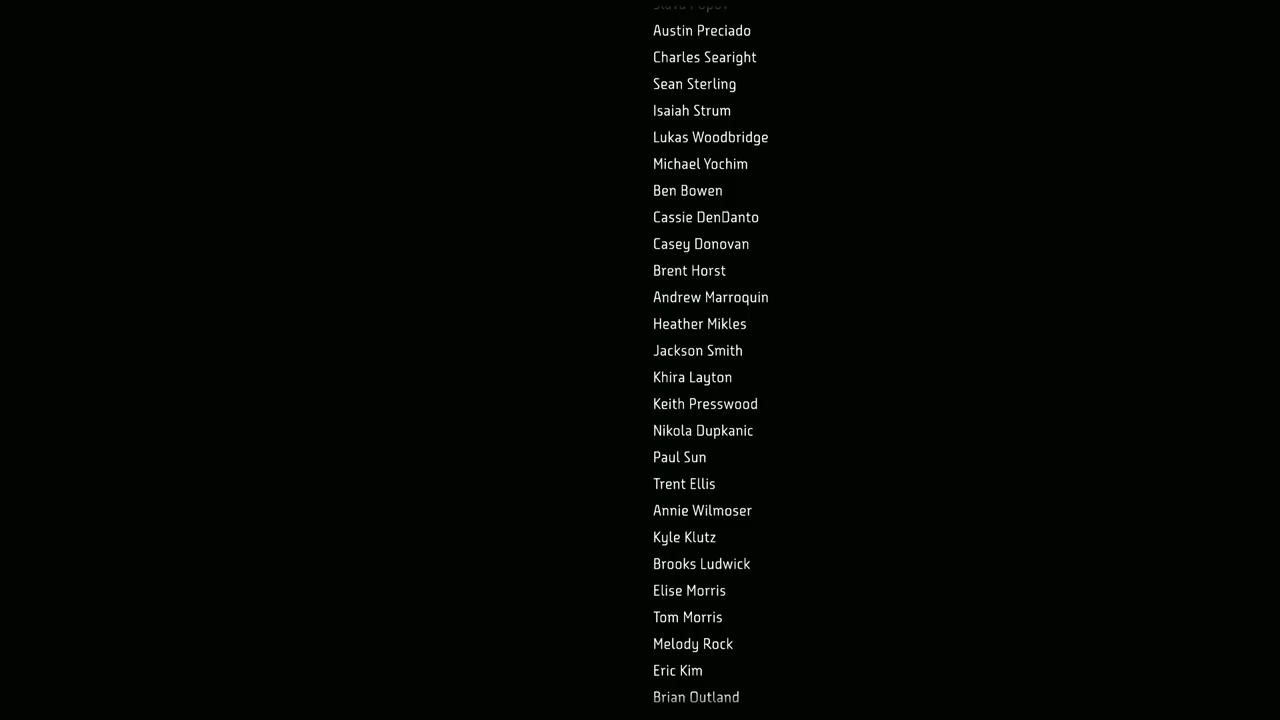 Slava Popov
Austin Preciado
Charles Searight
Sean Sterling
Isaiah Strum
Lukas Woodbridge
Michael Yochim
Ben Bowen
Cassie DenDanto
Casey Donovan
Brent Horst
Andrew Marroquin
Heather Mikles
Jackson Smith
Khira Layton
Keith Presswood
Nikola Dupkanic
Paul Sun
Trent Ellis
Annie Wilmoser
Kyle Klutz
Brooks Ludwick
Elise Morris
Tom Morris
Melody Rock
Eric Kim
Brian Outland